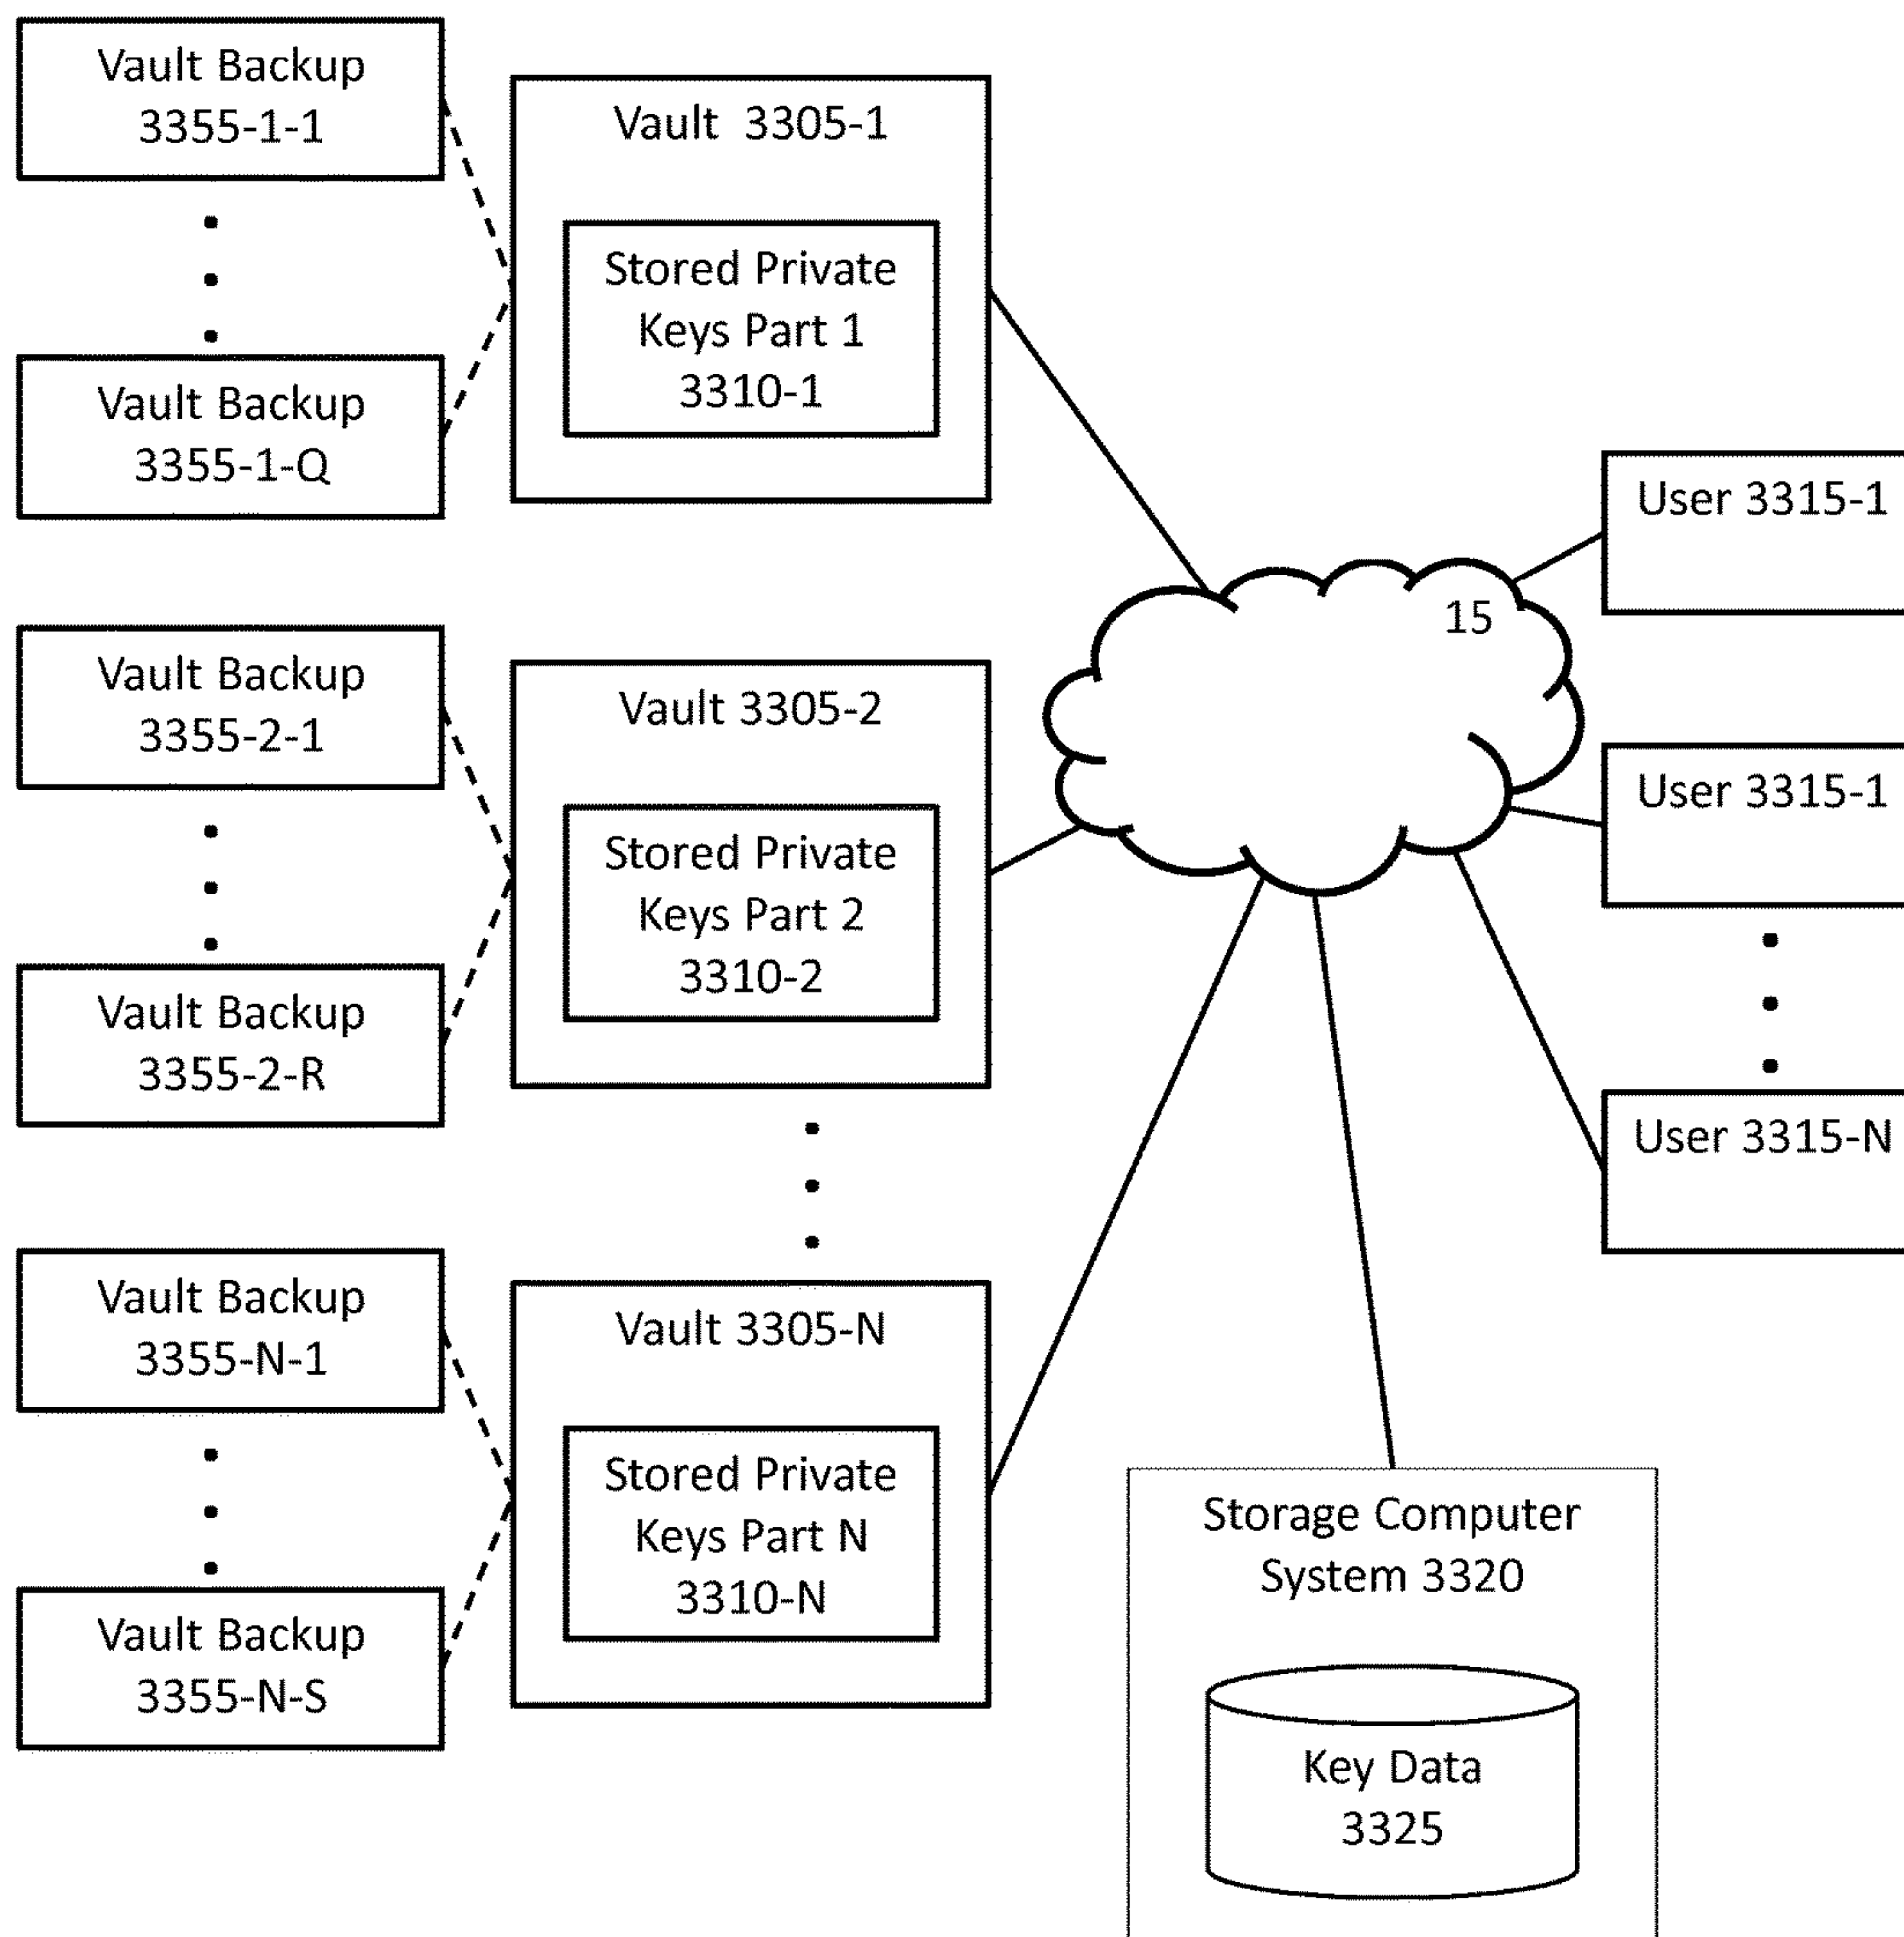 Vault Backup
3355-1-1
Vault Backup
3355-1-Q
Vault 3305-1
Stored Private
Keys Part 1
3310-1
Vault Backup
3355-2-1
Vault Backup
3355-2-R
Vault 3305-2
Stored Private
Keys Part 2
3310-2
Vault Backup
3355-N-1
Vault Backup
3355-N-S
Vault 3305-N
Stored Private
Keys Part N
3310-N
15
User 3315-1
User 3315-1
User 3315-N
Storage Computer
System 3320
Key Data
3325